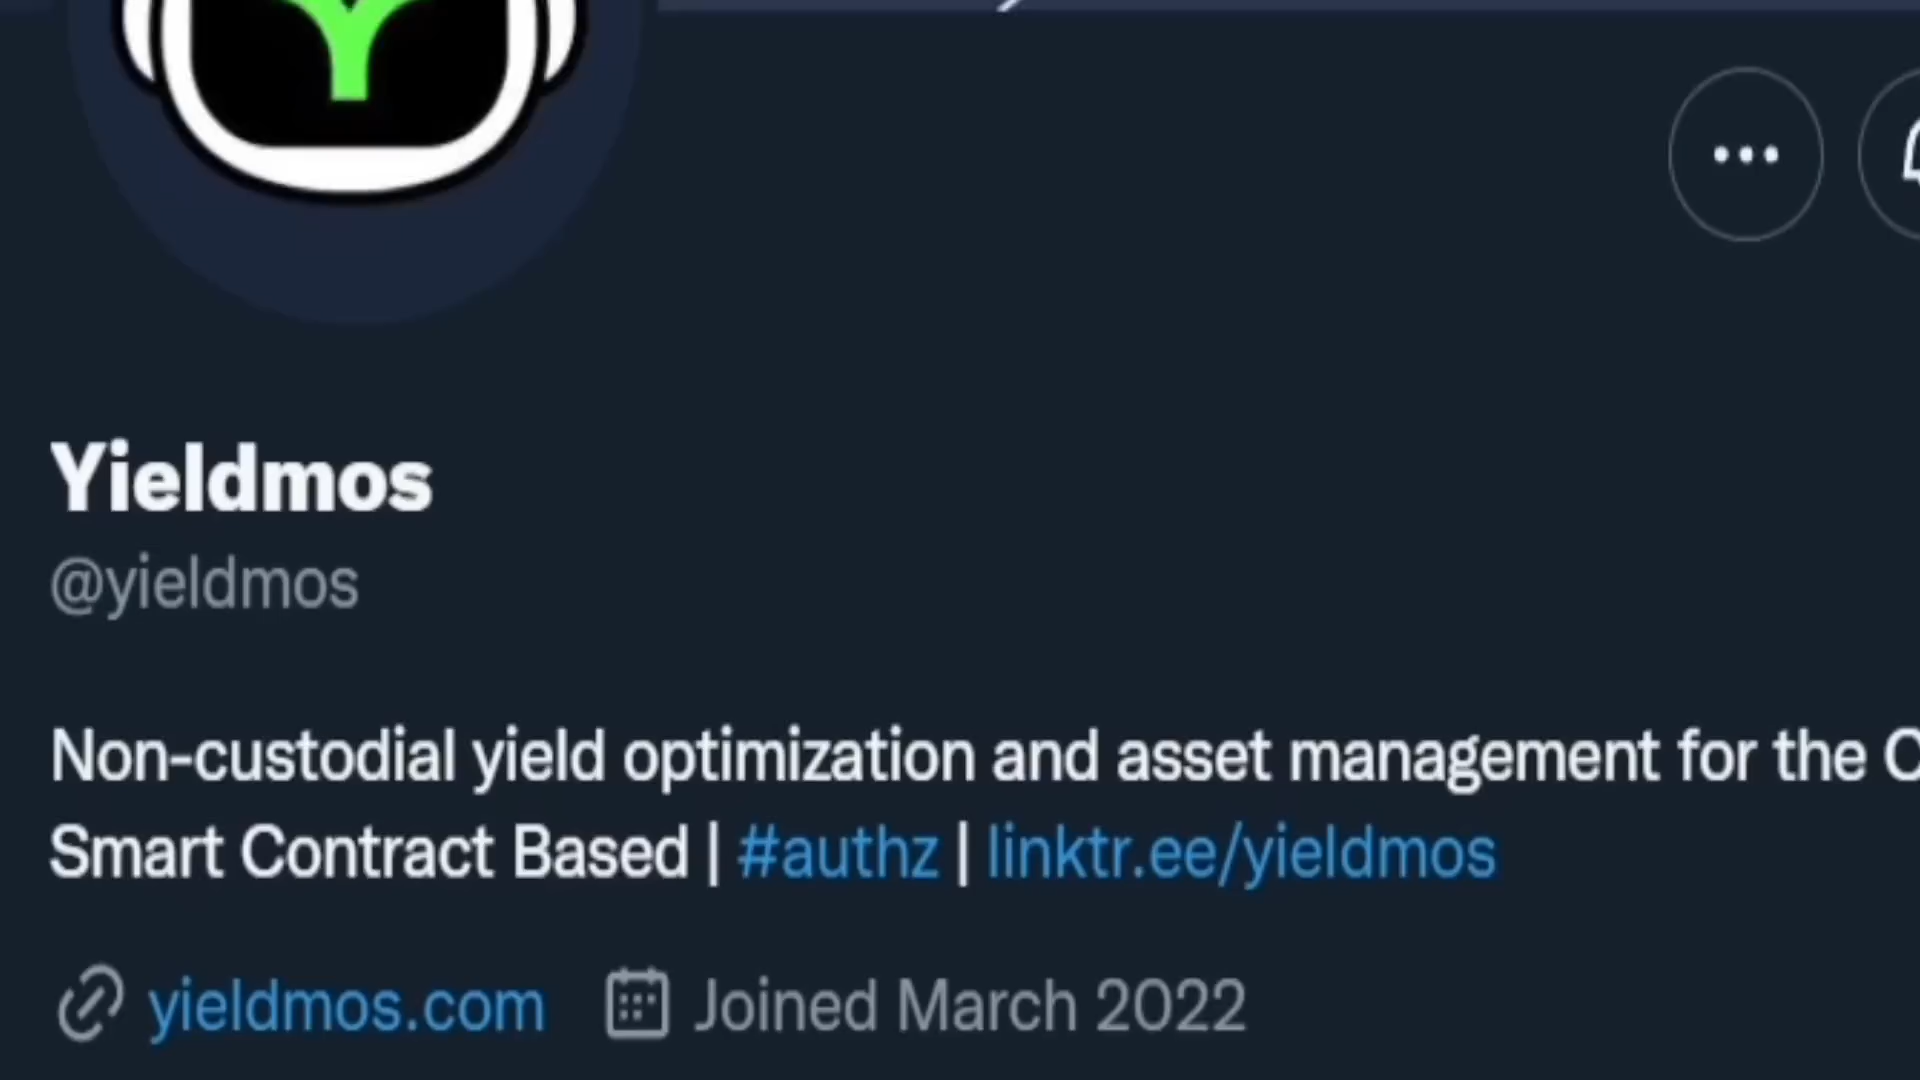 Yieldmos
@yieldmos
Non-custodial yield optimization and asset management for the
Smart Contract Based | #authz | linktr.ee/yieldmos
yieldmos.com Joined March 2022